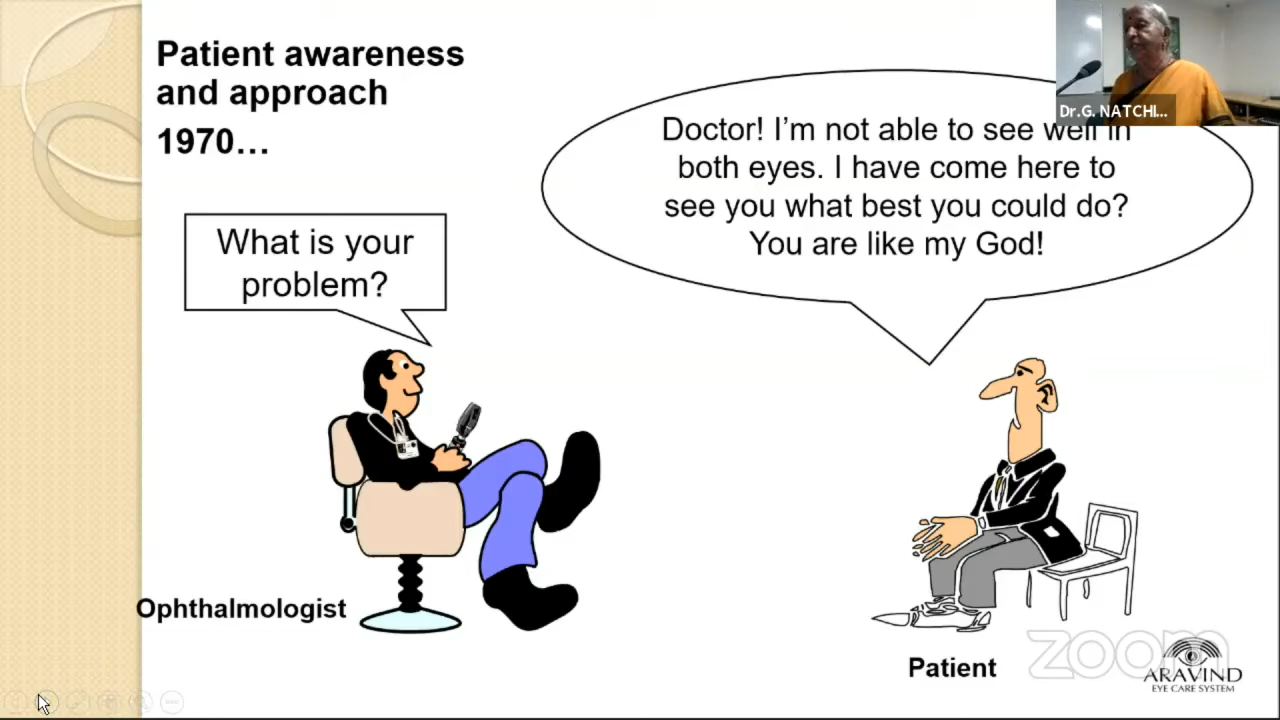 Patient awareness
and approach
1970…
Dr.G. NATCHI...
Doctor! I'm not able to see well in
both eyes. I have come here to
see you what best you could do?
You are like my God!
What is your
problem?
Ophthalmologist
Patient
zoom
ARAVIND
EYE CARE SYSTEM